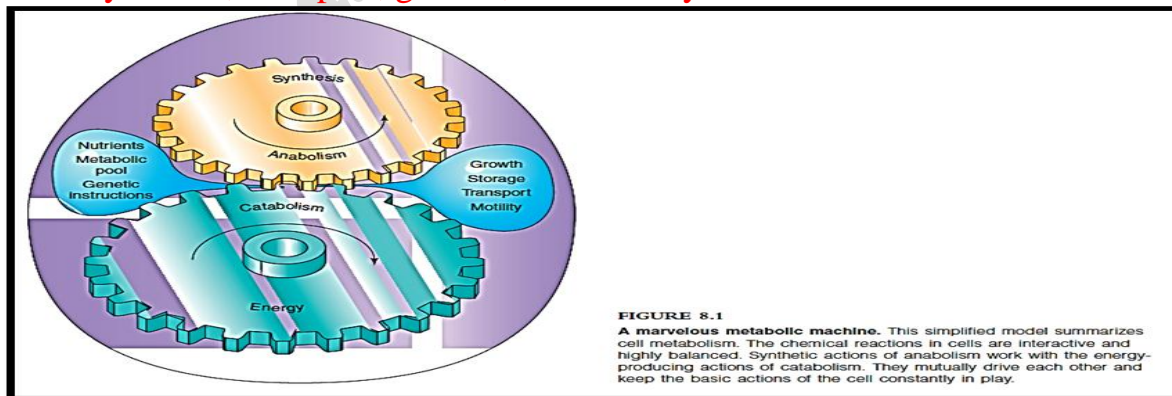 Synthesis
Anabolism
Nutrients
Metabolic
pool
Genetic
instructions
Growth
Storage
Transport
Motility
Catabolism
Energy
FIGURE 8.1
A marvelous metabolic machine. This simplified model summarizes
cell metabolism. The chemical reactions in cells are interactive and
highly balanced. Synthetic actions of anabolism work with the energy-
producing actions of catabolism. They mutually drive each other and
keep the basic actions of the cell constantly in play.